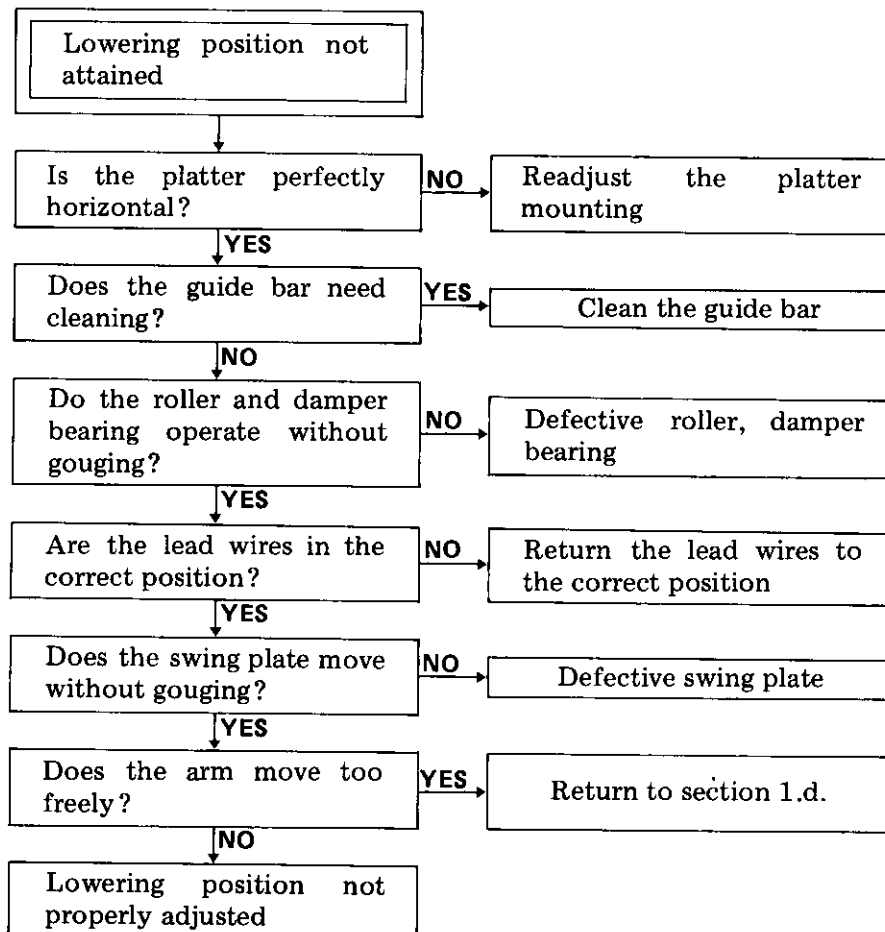 Lowering position not
attained
Is the platter perfectly
horizontal?
NO
Readjust the platter
mounting
YES
Does the guide bar need
cleaning?
YES
Clean the guide bar
NO
Do the roller and damper
bearing operate without
gouging?
NO
Defective roller, damper
bearing
YES
Are the lead wires in the
correct position?
NO
Return the lead wires to
the correct position
YES
Does the swing plate move
without gouging?
NO
Defective swing plate
YES
Does the arm move too
freely?
YES
Return to section 1.d.
NO
Lowering position not
properly adjusted